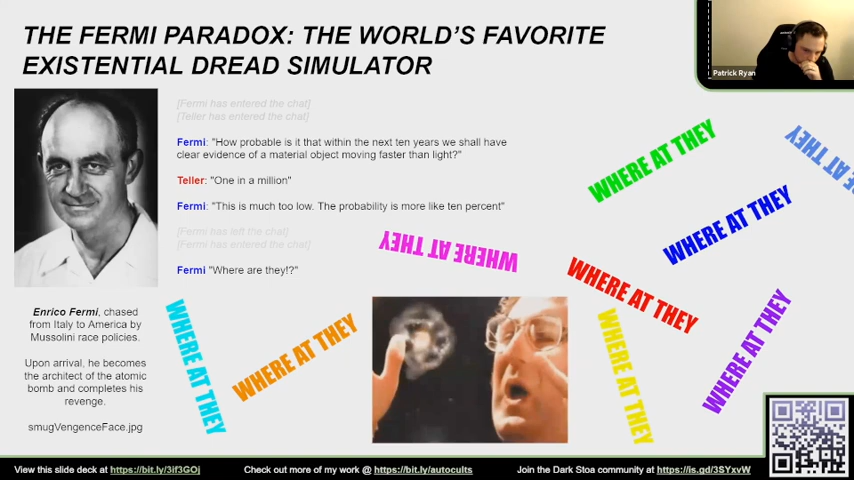 THE FERMI PARADOX: THE WORLD'S FAVORITE
EXISTENTIAL DREAD SIMULATOR
Patrick Ryan
[Fermi has entered the chat]
[Teller has entered the chat]
Fermi: "How probable is it that within the next ten years we shall have
clear evidence of a material object moving faster than light?"
Teller: "One in a million"
Fermi: "This is much too low. The probability is more like ten percent"
[Fermi has left the chat]
[Fermi has entered the chat]
Fermi "Where are they!?"
WHERE AT THEY
WHERE AT THEY
WHERE AT THEY
WHERE AT THEY
WHERE AT THEY
WHERE AT THEY
WHERE AT THEY
WHERE AT THEY
WHERE AT THEY
Enrico Fermi, chased
from Italy to America by
Mussolini race policies.
Upon arrival, he becomes
the architect of the atomic
bomb and completes his
revenge.
smugVengenceFace.jpg
View this slide deck at https://bit.ly/3if3GOj
Check out more of my work @ https://bit.ly/autocults
Join the Dark Stoa community at https://is.gd/3SYxvW